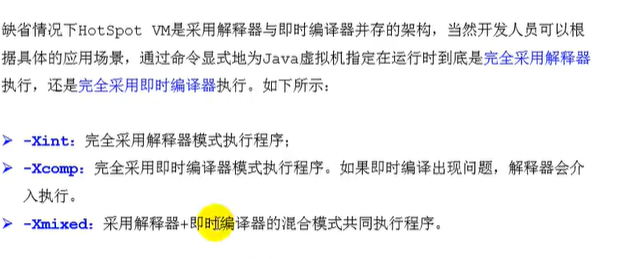 缺省情况下HotSpot VM是采用解释器与即时编译器并存的架构，当然开发人员可以根
据具体的应用场景，通过命令显式地为Java虚拟机指定在运行时到底是完全采用解释器
执行，还是完全采用即时编译器执行。如下所示：
➢ -Xint：完全采用解释器模式执行程序；
➢ -Xcomp：完全采用即时编译器模式执行程序。如果即时编译出现问题，解释器会介
入执行。
➢ -Xmixed：采用解释器+即时编译器的混合模式共同执行程序。